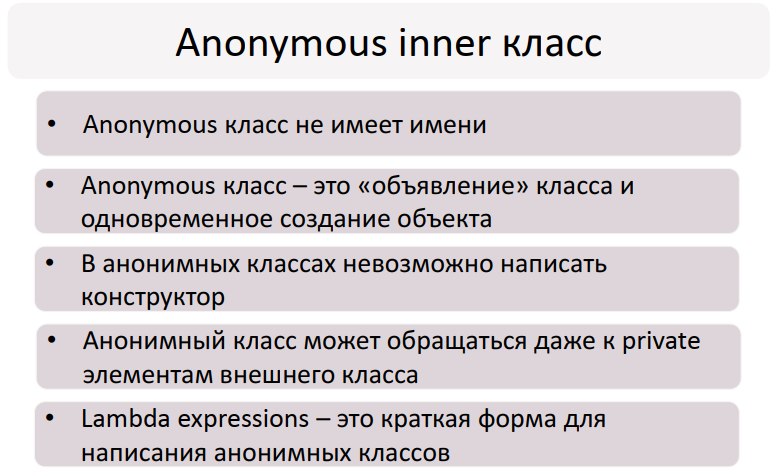 Anonymous inner класс
• Anonymous класс не имеет имени
• Anonymous класс – это «объявление» класса и
одновременное создание объекта
• В анонимных классах невозможно написать
конструктор
• Анонимный класс может обращаться даже к private
элементам внешнего класса
• Lambda expressions – это краткая форма для
написания анонимных классов